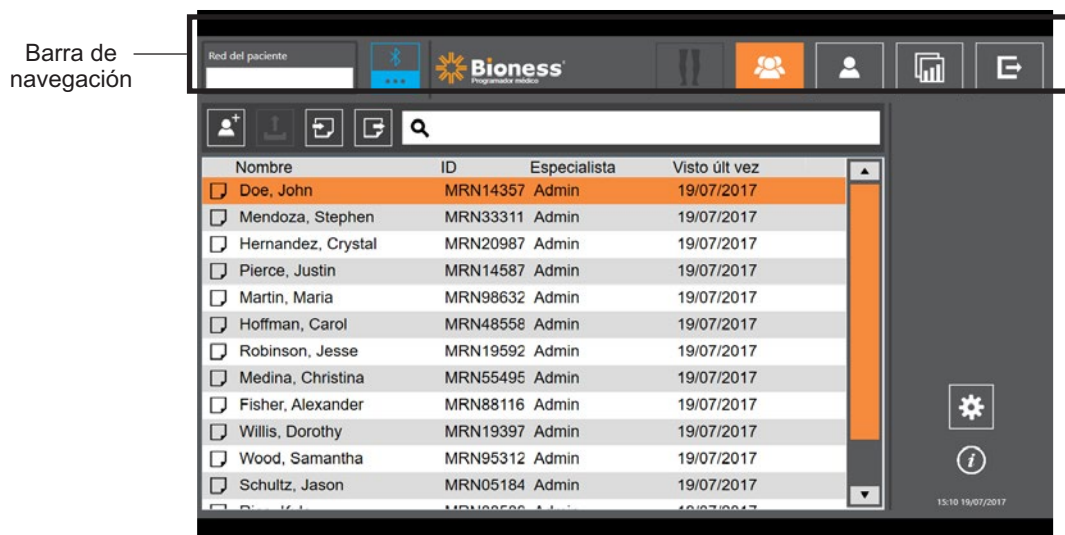 Barra de
navegación
Red del paciente
Bioness
Programador médico
Nombre ID Especialista Visto últ vez
Doe, John MRN14357 Admin 19/07/2017
Mendoza, Stephen MRN33311 Admin 19/07/2017
Hernandez, Crystal MRN20987 Admin 19/07/2017
Pierce, Justin MRN14587 Admin 19/07/2017
Martin, Maria MRN98632 Admin 19/07/2017
Hoffman, Carol MRN48558 Admin 19/07/2017
Robinson, Jesse MRN19592 Admin 19/07/2017
Medina, Christina MRN55495 Admin 19/07/2017
Fisher, Alexander MRN88116 Admin 19/07/2017
Willis, Dorothy MRN19397 Admin 19/07/2017
Wood, Samantha MRN95312 Admin 19/07/2017
Schultz, Jason MRN05184 Admin 19/07/2017
15:10 19/07/2017